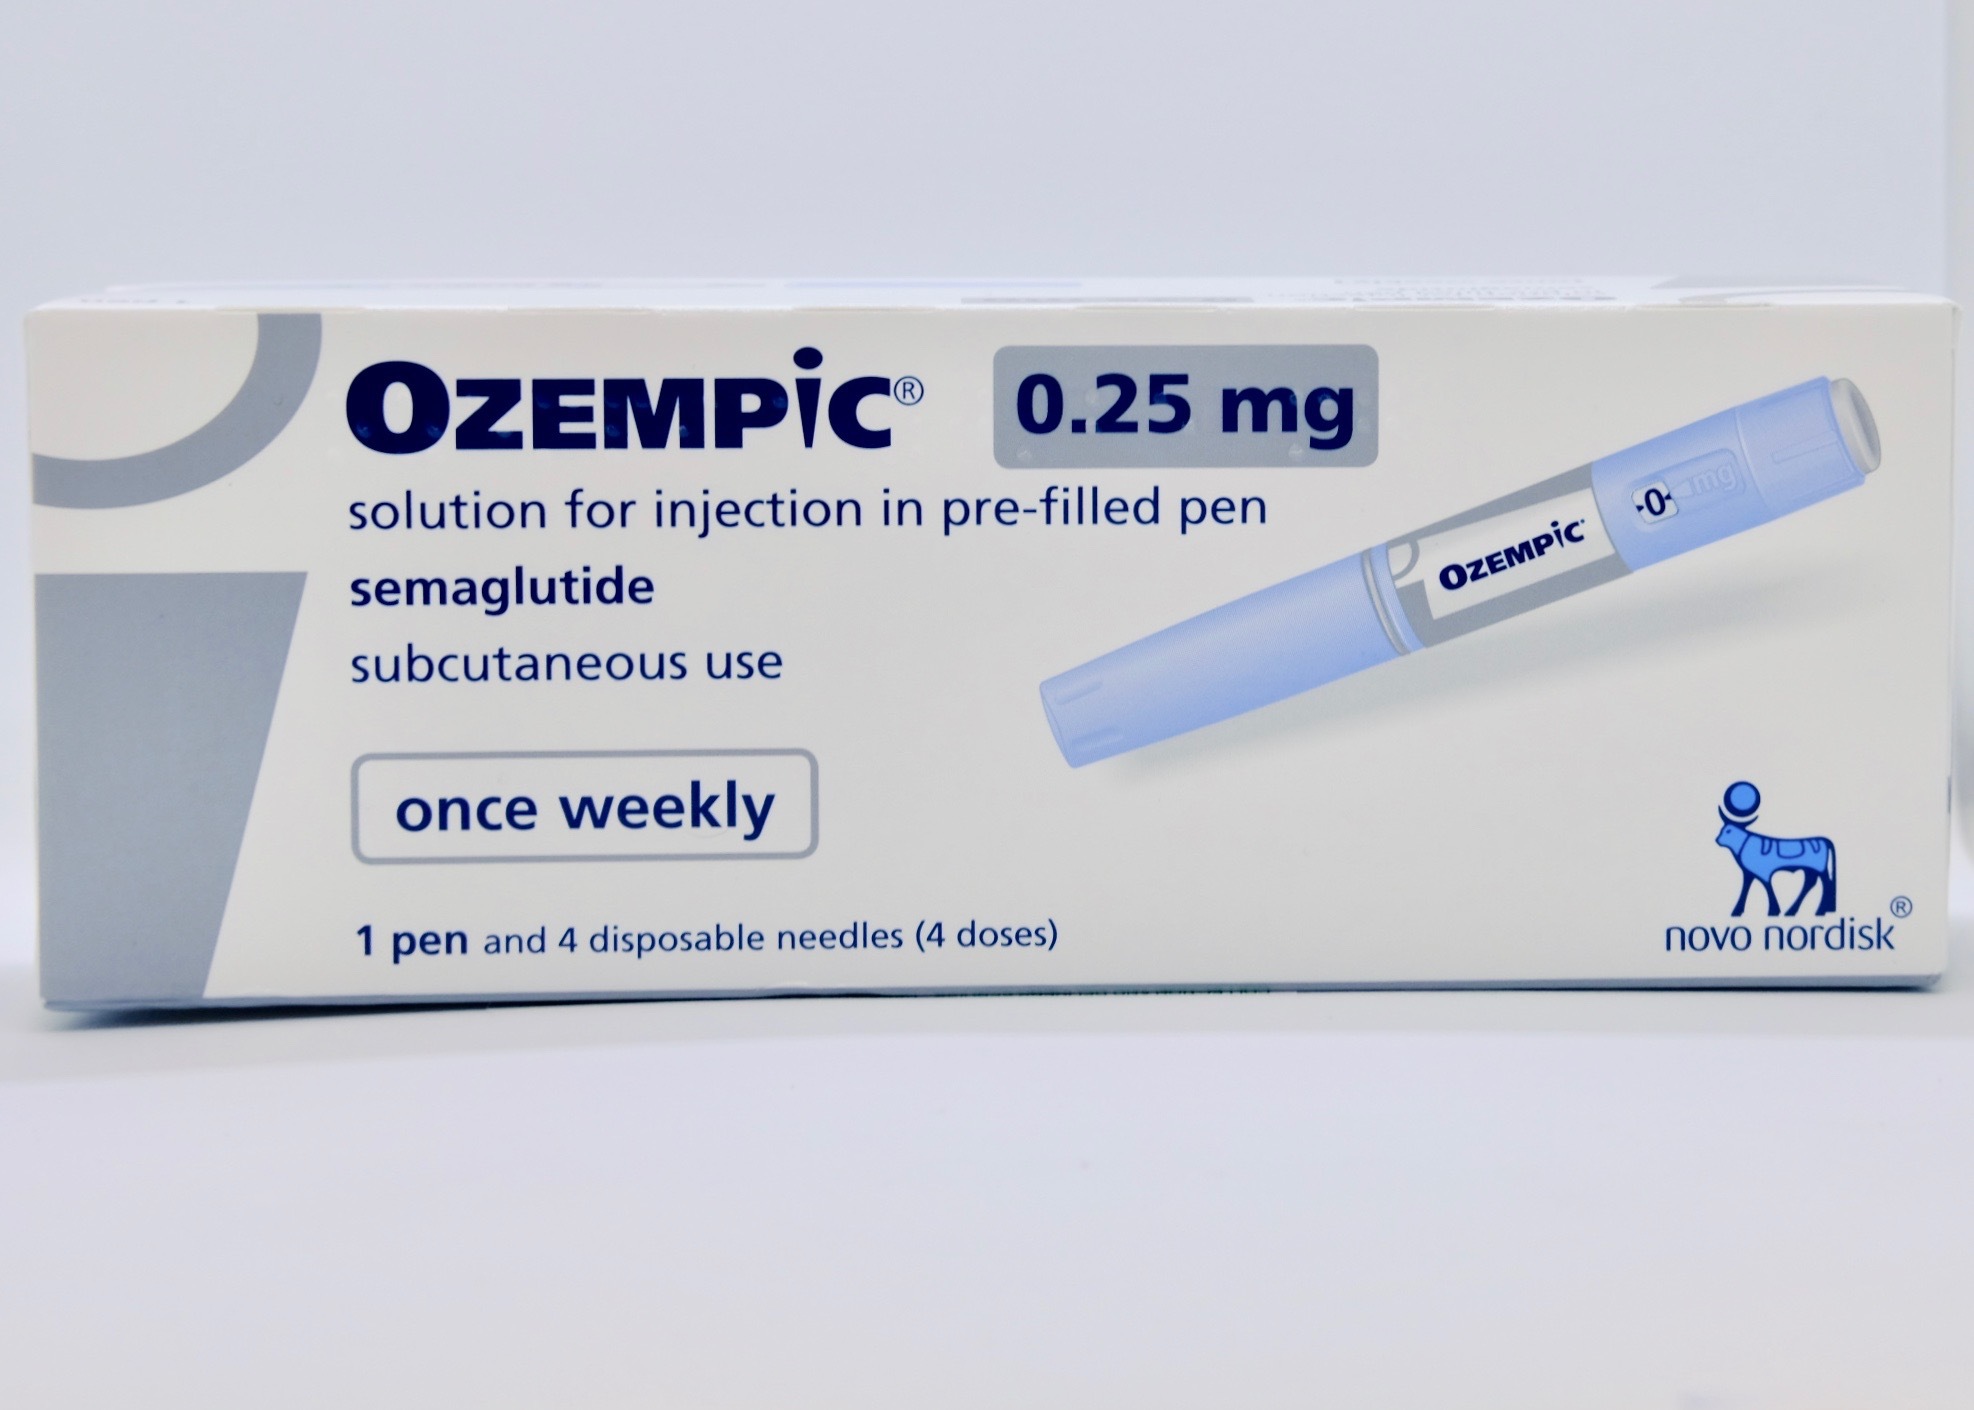 OZEMPiC® 0.25 mg
solution for injection in pre-filled pen
semaglutide
subcutaneous use
once weekly
1 pen and 4 disposable needles (4 doses)
OZEMPiC®
0 mg
novo nordisk®